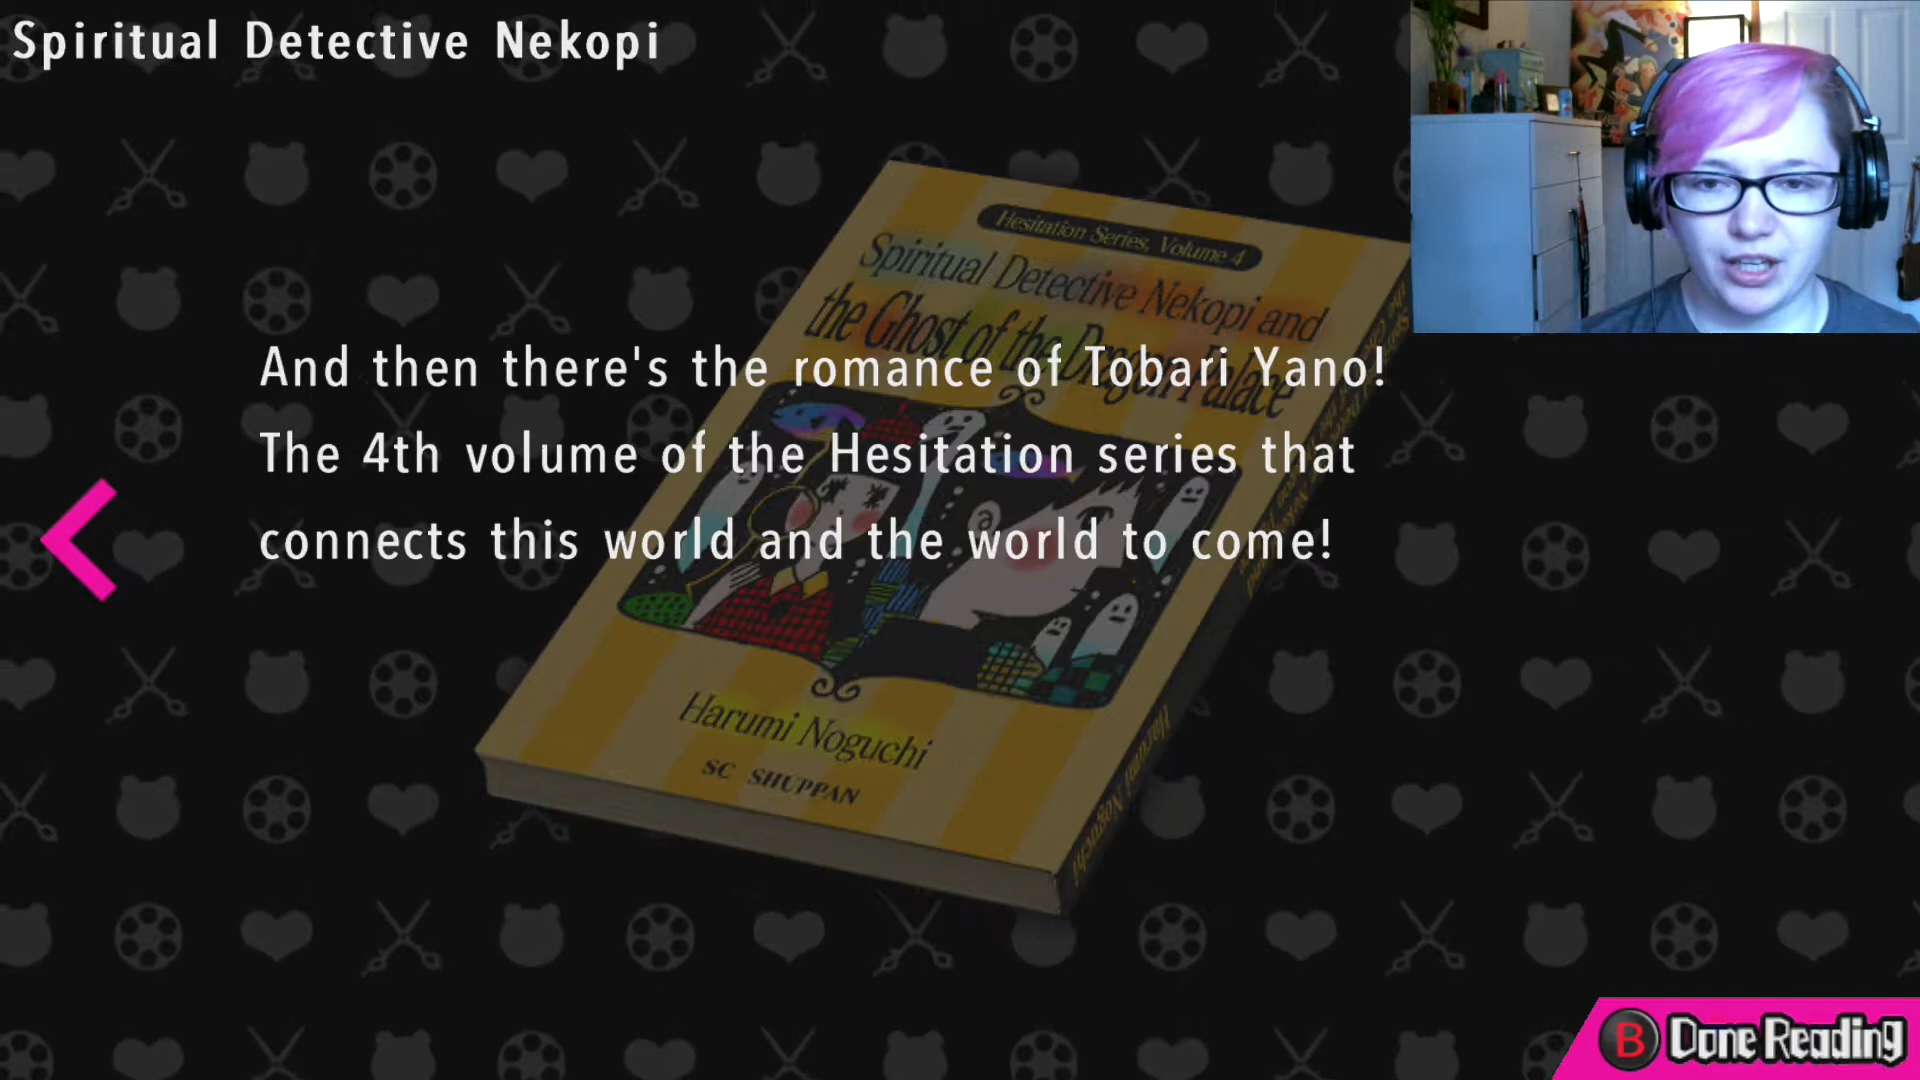 Spiritual Detective Nekopi
Hesitation Series, Volume 4
Spiritual Detective Nekopi and
the Ghost of the Dragon Palace
And then there's the romance of Tobari Yano!
The 4th volume of the Hesitation series that
connects this world and the world to come!
Harumi Noguchi
SC SHUPPAN
Harumi Noguchi
B Done Reading